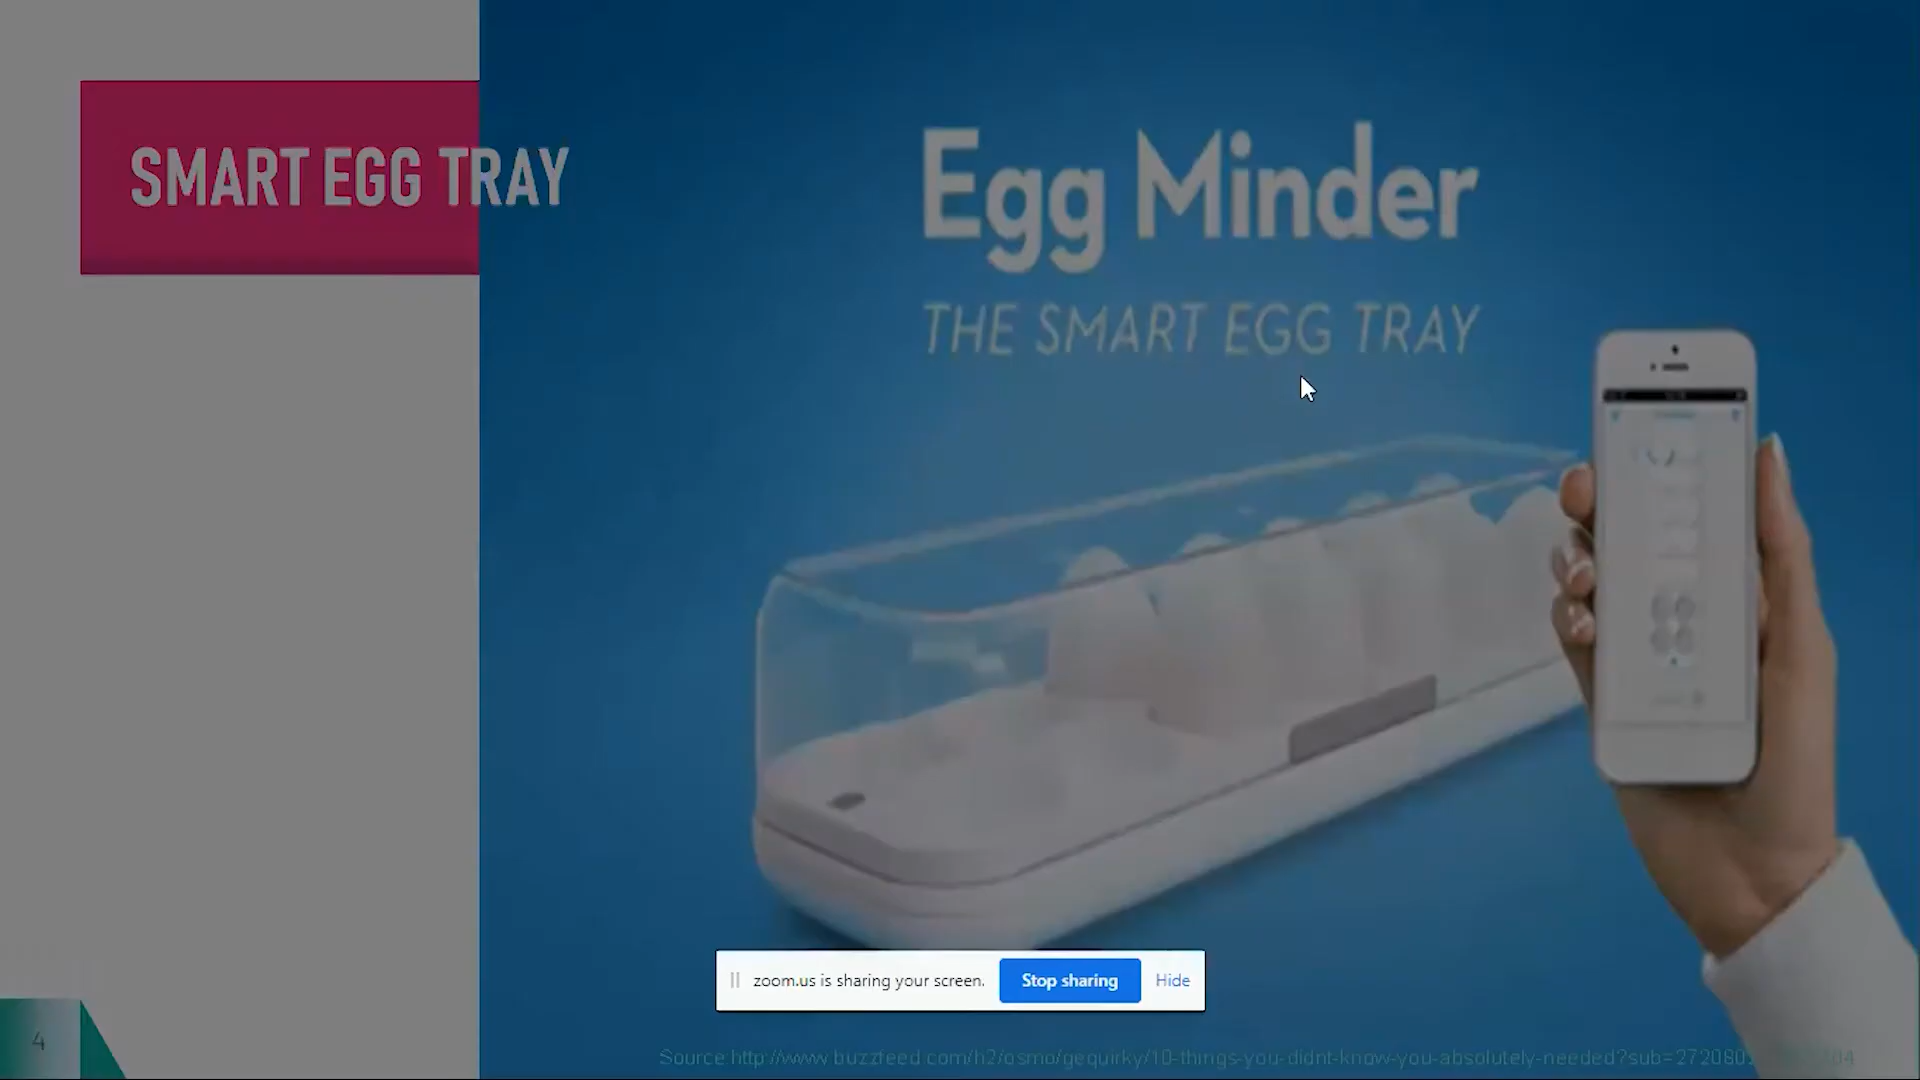 SMART EGG TRAY
Egg Minder
THE SMART EGG TRAY
zoom.us is sharing your screen. Stop sharing Hide
4